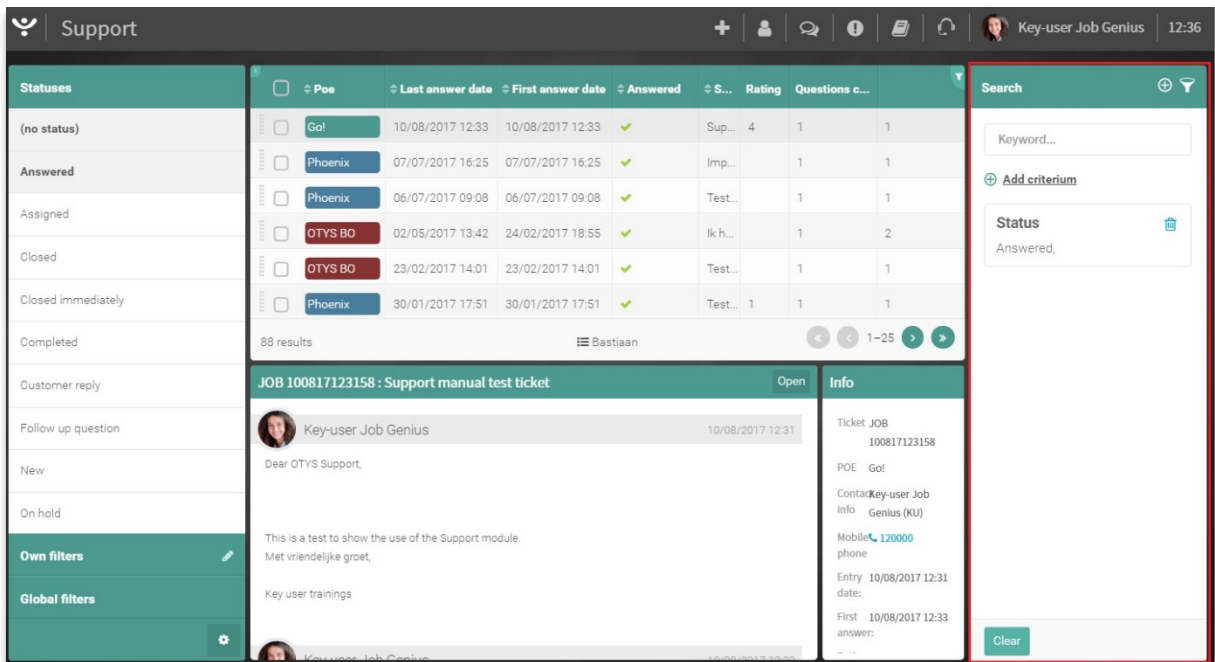 Support
Key-user Job Genius
12:36
Statuses
(no status)
Answered
Assigned
Closed
Closed immediately
Completed
Customer reply
Follow up question
New
On hold
Own filters
Global filters
Poe Last answer date First answer date Answered S... Rating Questions c...
Go! 10/08/2017 12:33 10/08/2017 12:33 Sup... 4 1 1
Phoenix 07/07/2017 16:25 07/07/2017 16:25 Imp... 1 1
Phoenix 06/07/2017 09:08 06/07/2017 09:08 Test... 1 1
OTYS BO 02/05/2017 13:42 24/02/2017 18:55 Ik h... 1 2
OTYS BO 23/02/2017 14:01 23/02/2017 14:01 Test... 1 1
Phoenix 30/01/2017 17:51 30/01/2017 17:51 Test... 1 1 1
88 results Bastiaan 1-25
JOB 100817123158 : Support manual test ticket Open
Key-user Job Genius 10/08/2017 12:31
Dear OTYS Support,
This is a test to show the use of the Support module.
Met vriendelijke groet,
Key user trainings
Key-user Job Genius
Info
Ticket JOB
100817123158
POE Go!
Contact Key-user Job
info Genius (KU)
Mobile 120000
phone
Entry 10/08/2017 12:31
date:
First 10/08/2017 12:33
answer:
Search
Keyword...
Add criterium
Status
Answered,
Clear